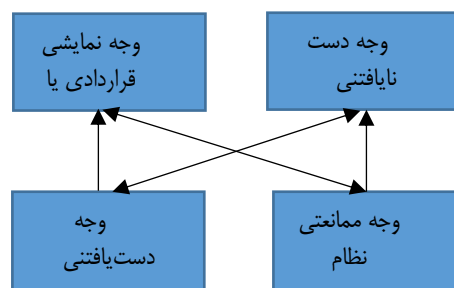 وجه دست
نایافتنی
وجه نمایشی
قراردادی یا
وجه ممانعتی
نظام
وجه
دست‌یافتنی